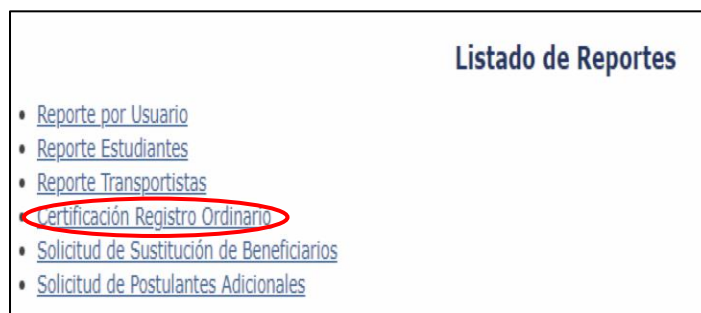 Listado de Reportes
• Reporte por Usuario
• Reporte Estudiantes
• Reporte Transportistas
• Certificación Registro Ordinario
• Solicitud de Sustitución de Beneficiarios
• Solicitud de Postulantes Adicionales